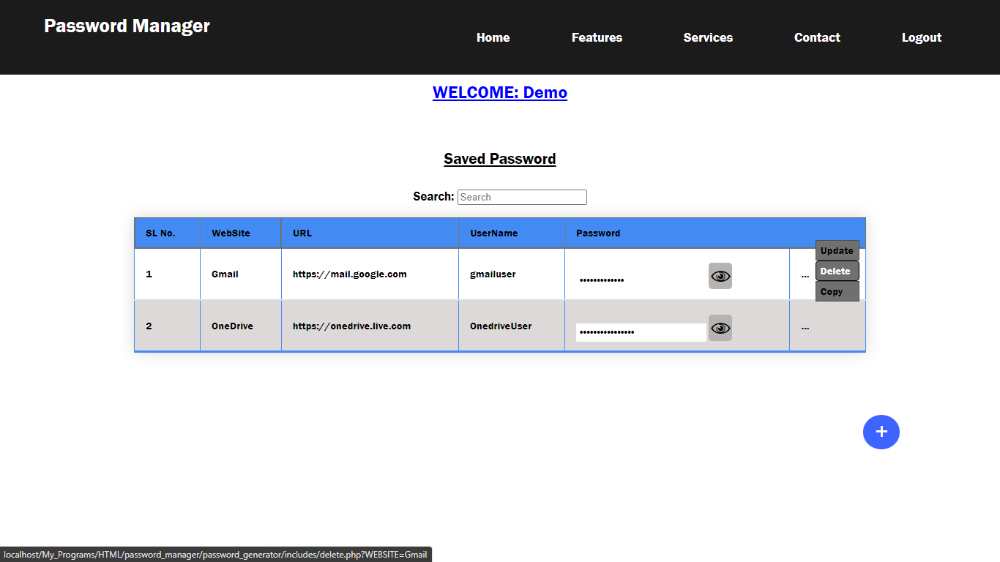 Password Manager
Home Features Services Contact Logout
WELCOME: Demo
Saved Password
Search: Search
SL No. WebSite URL UserName Password
Update
1 Gmail https://mail.google.com gmailuser ••••••••••••• ... Delete
Copy
2 OneDrive https://onedrive.live.com OnedriveUser •••••••••••••••• ...
+
localhost/My_Programs/HTML/password_manager/password_generator/includes/delete.php?WEBSITE=Gmail